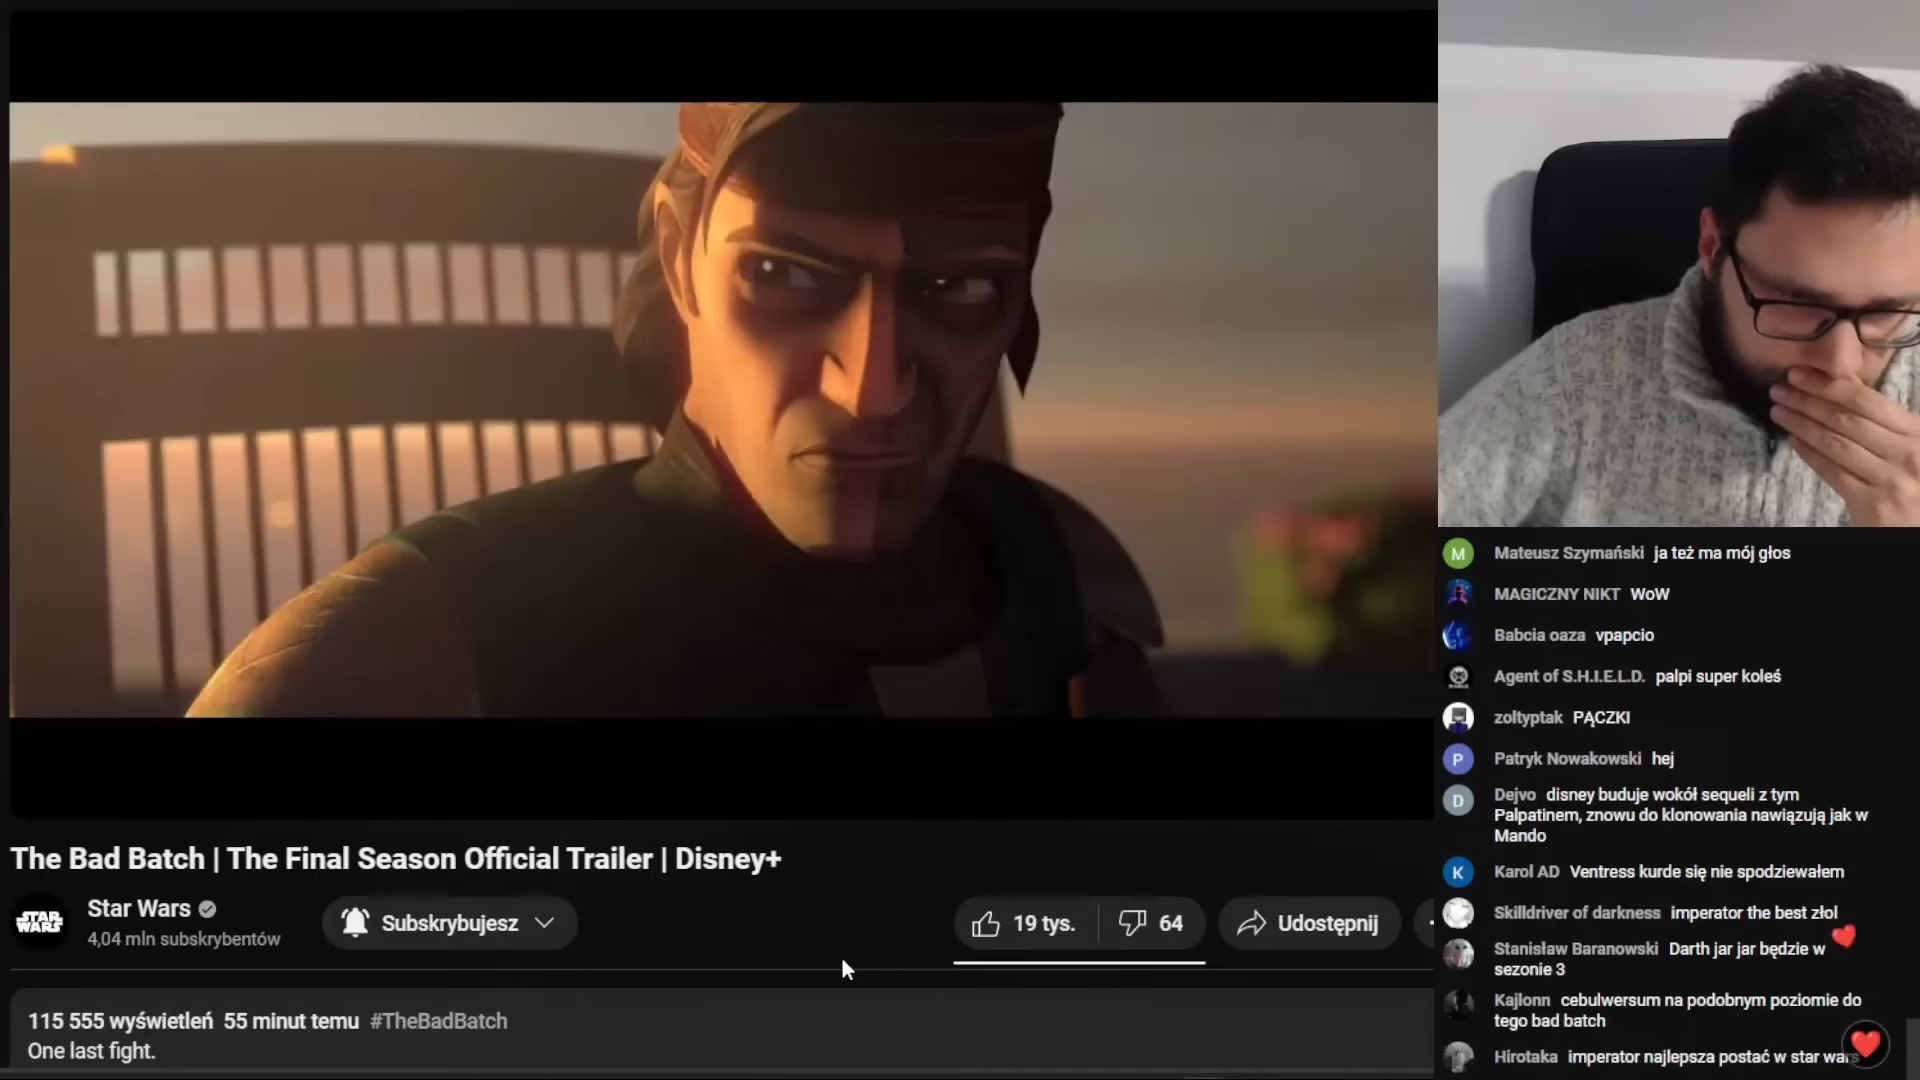 The Bad Batch | The Final Season Official Trailer | Disney+
STAR WARS
Star Wars
4,04 mln subskrybentów
Subskrybujesz
19 tys.
64
Udostępnij
115 555 wyświetleń 55 minut temu #TheBadBatch
One last fight.
M Mateusz Szymański ja też ma mój głos
MAGICZNY NIKT WoW
Babcia oaza vpapcio
Agent of S.H.I.E.L.D. palpi super koleś
zoltyptak PĄCZKI
P Patryk Nowakowski hej
D Dejvo disney buduje wokół sequeli z tym
Palpatinem, znowu do klonowania nawiązują jak w
Mando
K Karol AD Ventress kurde się nie spodziewałem
Skilldriver of darkness imperator the best złol
Stanisław Baranowski Darth jar jar będzie w
sezonie 3
Kajlonn cebulwersum na podobnym poziomie do
tego bad batch
Hirotaka imperator najlepsza postać w star wars